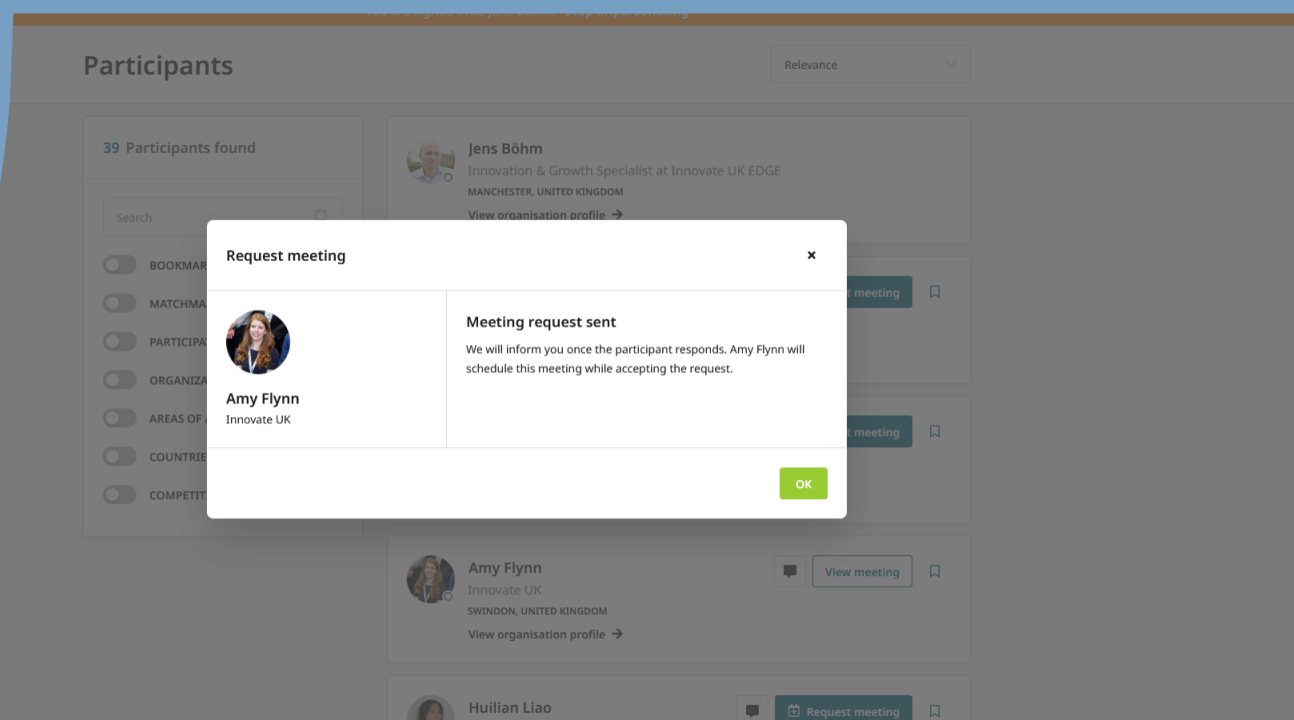 Participants
Relevance
39 Participants found
Search
Jens Böhm
Innovation & Growth Specialist at Innovate UK EDGE
MANCHESTER, UNITED KINGDOM
View organisation profile →
Request meeting
×
BOOKMAR
MATCHMA
PARTICIPA
ORGANIZA
AREAS OF
COUNTRIE
COMPETIT
Amy Flynn
Innovate UK
Meeting request sent
We will inform you once the participant responds. Amy Flynn will
schedule this meeting while accepting the request.
OK
t meeting
t meeting
Amy Flynn
Innovate UK
SWINDON, UNITED KINGDOM
View organisation profile →
View meeting
Huilian Liao
Request meeting